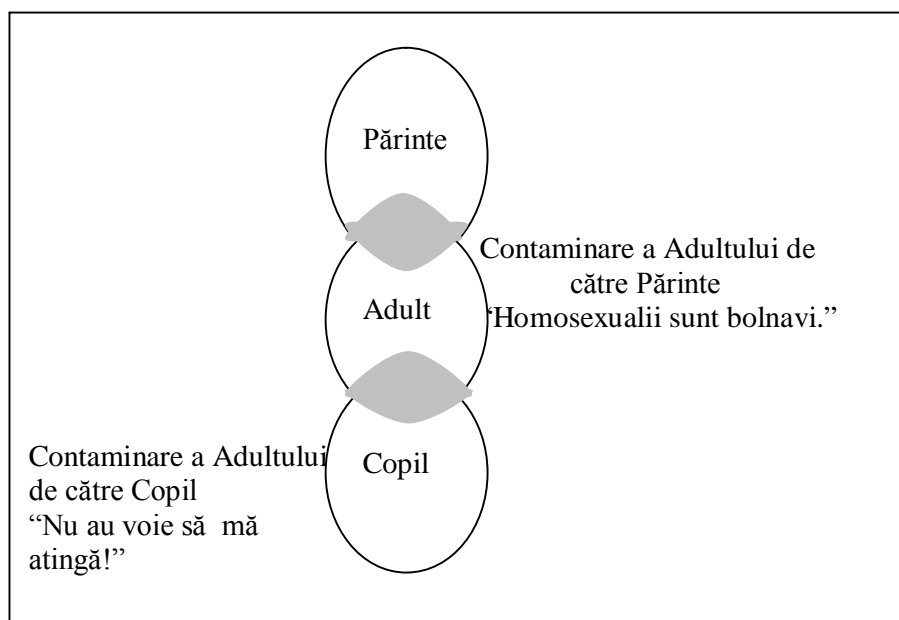 Părinte
Contaminare a Adultului de
către Părinte
“Homosexualii sunt bolnavi.”
Adult
Copil
Contaminare a Adultului
de către Copil
“Nu au voie să mă
atingă!”